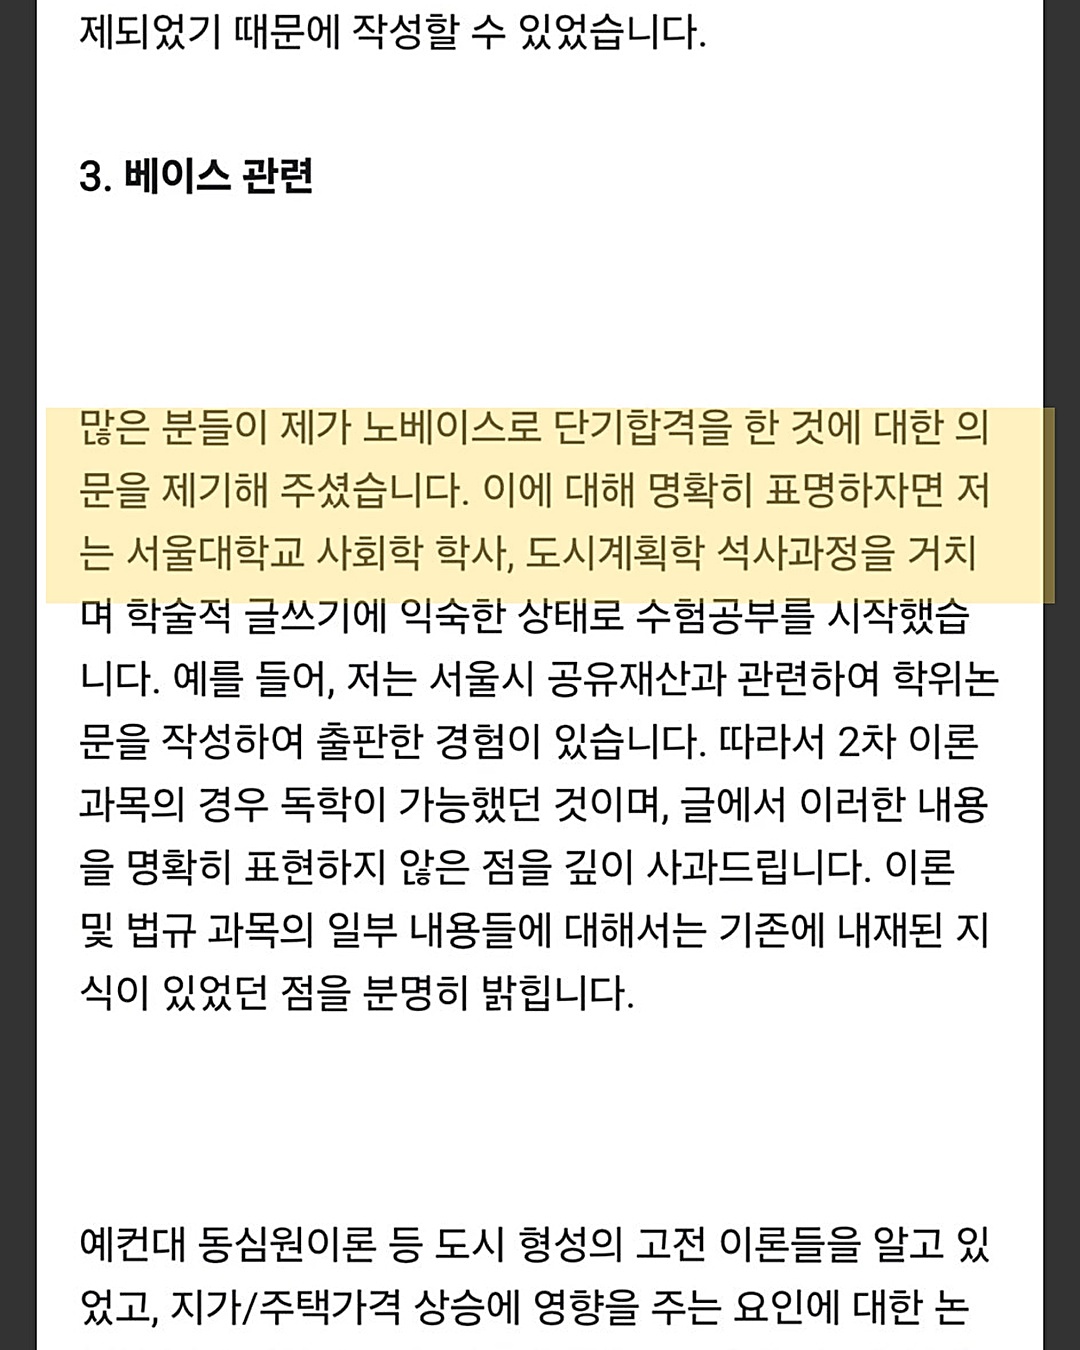 제되었기 때문에 작성할 수 있었습니다.
3. 베이스 관련
많은 분들이 제가 노베이스로 단기합격을 한 것에 대한 의
문을 제기해 주셨습니다. 이에 대해 명확히 표명하자면 저
는 서울대학교 사회학 학사, 도시계획학 석사과정을 거치
며 학술적 글쓰기에 익숙한 상태로 수험공부를 시작했습
니다. 예를 들어, 저는 서울시 공유재산과 관련하여 학위논
문을 작성하여 출판한 경험이 있습니다. 따라서 2차 이론
과목의 경우 독학이 가능했던 것이며, 글에서 이러한 내용
을 명확히 표현하지 않은 점을 깊이 사과드립니다. 이론
및 법규 과목의 일부 내용들에 대해서는 기존에 내재된 지
식이 있었던 점을 분명히 밝힙니다.
예컨대 동심원이론 등 도시 형성의 고전 이론들을 알고 있
었고, 지가/주택가격 상승에 영향을 주는 요인에 대한 논